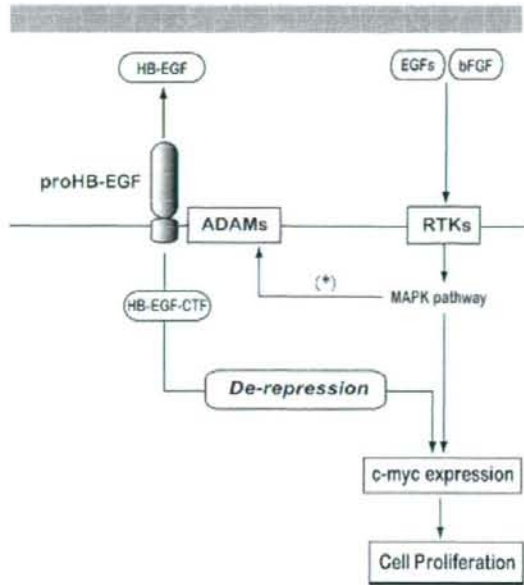 HB-EGF
EGFs
bFGF
proHB-EGF
ADAMs
RTKs
(*)
MAPK pathway
HB-EGF-CTF
De-repression
c-myc expression
Cell Proliferation